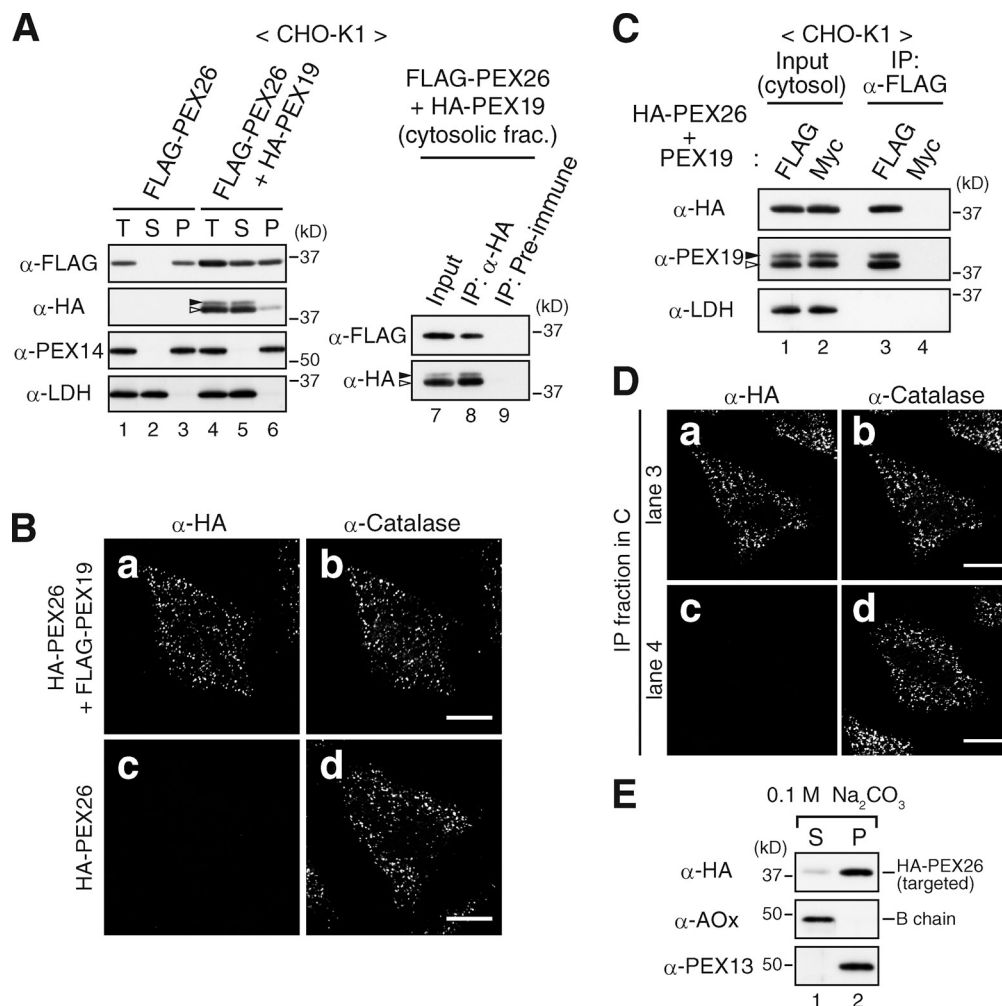 A
< CHO-K1 >
FLAG-PEX26
FLAG-PEX26
+ HA-PEX19
T S P T S P (kD)
α-FLAG
–37
α-HA
–37
α-PEX14
–50
α-LDH
–37
1 2 3 4 5 6
FLAG-PEX26
+ HA-PEX19
(cytosolic frac.)
Input
IP: α-HA
IP: Pre-immune
(kD)
α-FLAG
–37
α-HA
–37
7 8 9
B
α-HA α-Catalase
HA-PEX26
+ FLAG-PEX19
a b
HA-PEX26
c d
C
< CHO-K1 >
Input
(cytosol)
IP:
α-FLAG
HA-PEX26
+
PEX19 :
FLAG Myc FLAG Myc
(kD)
α-HA
–37
α-PEX19
–37
α-LDH
–37
1 2 3 4
D
α-HA α-Catalase
IP fraction in C
lane 3
a b
lane 4
c d
E
0.1 M Na₂CO₃
(kD) S P
α-HA 37– –HA-PEX26
(targeted)
α-AOx 50– –B chain
α-PEX13 50–
1 2